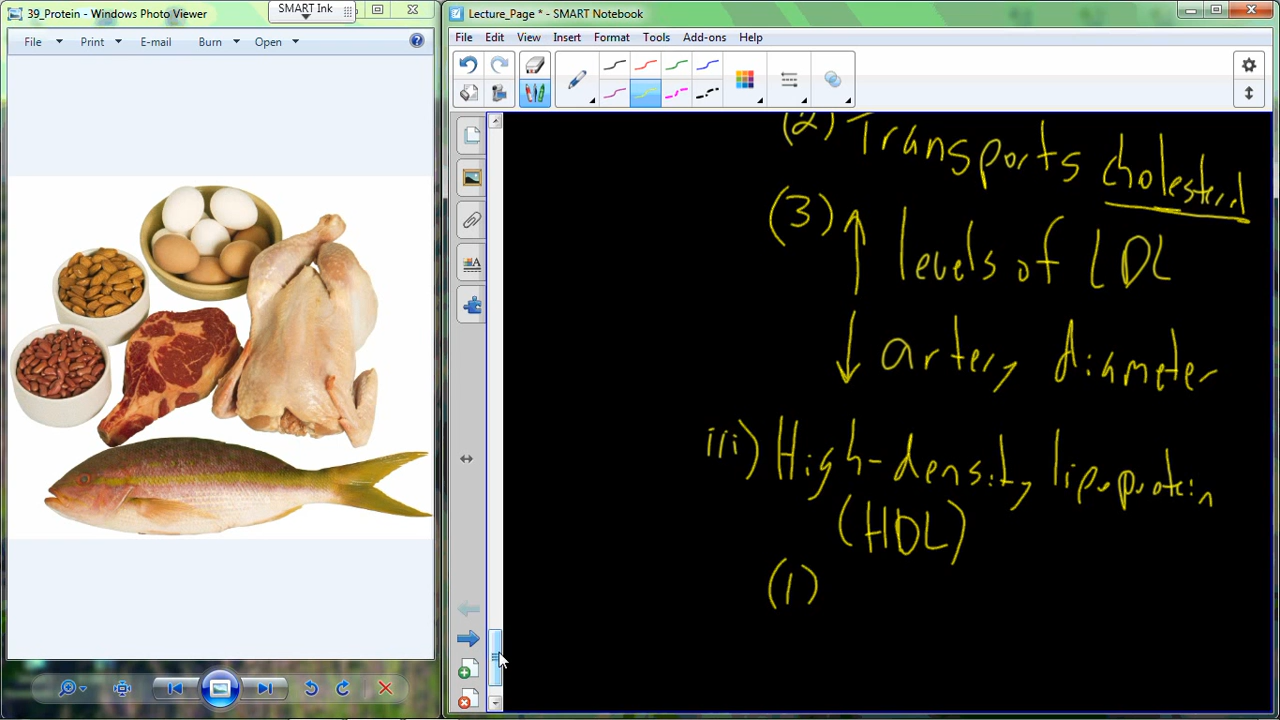 39_Protein - Windows Photo Viewer
SMART Ink
File Print E-mail Burn Open
Lecture_Page * - SMART Notebook
File Edit View Insert Format Tools Add-ons Help
(2) Transports cholesterol
(3) ↑ levels of LDL
↓ artery diameter
iii) High-density lipoprotein
(HDL)
(1)